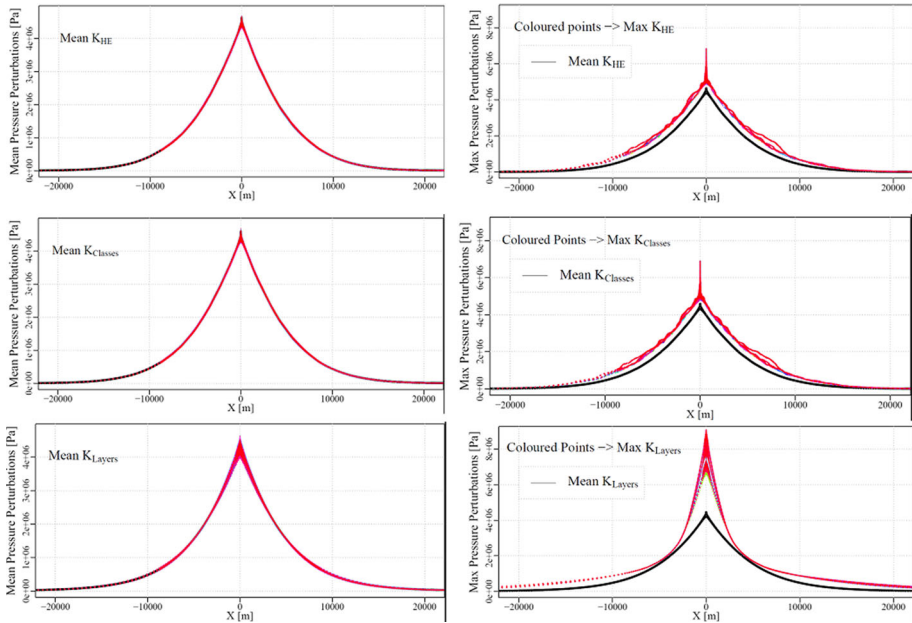 Mean Pressure Perturbations [Pa]
0e+00 1e+06 2e+06 3e+06 4e+06
Mean K_HE
−20000 −10000 0 10000 20000
X [m]
Max Pressure Perturbations [Pa]
0e+00 2e+06 4e+06 6e+06 8e+06
Coloured points −> Max K_HE
Mean K_HE
−20000 −10000 0 10000 20000
X [m]
Mean Pressure Perturbations [Pa]
0e+00 1e+06 2e+06 3e+06 4e+06
Mean K_Classes
−20000 −10000 0 10000 20000
X [m]
Max Pressure Perturbations [Pa]
0e+00 2e+06 4e+06 6e+06 8e+06
Coloured Points −> Max K_Classes
Mean K_Classes
−20000 −10000 0 10000 20000
X [m]
Mean Pressure Perturbations [Pa]
0e+00 1e+06 2e+06 3e+06 4e+06
Mean K_Layers
−20000 −10000 0 10000 20000
X [m]
Max Pressure Perturbations [Pa]
0e+00 2e+06 4e+06 6e+06 8e+06
Coloured Points −> Max K_Layers
Mean K_Layers
−20000 −10000 0 10000 20000
X [m]